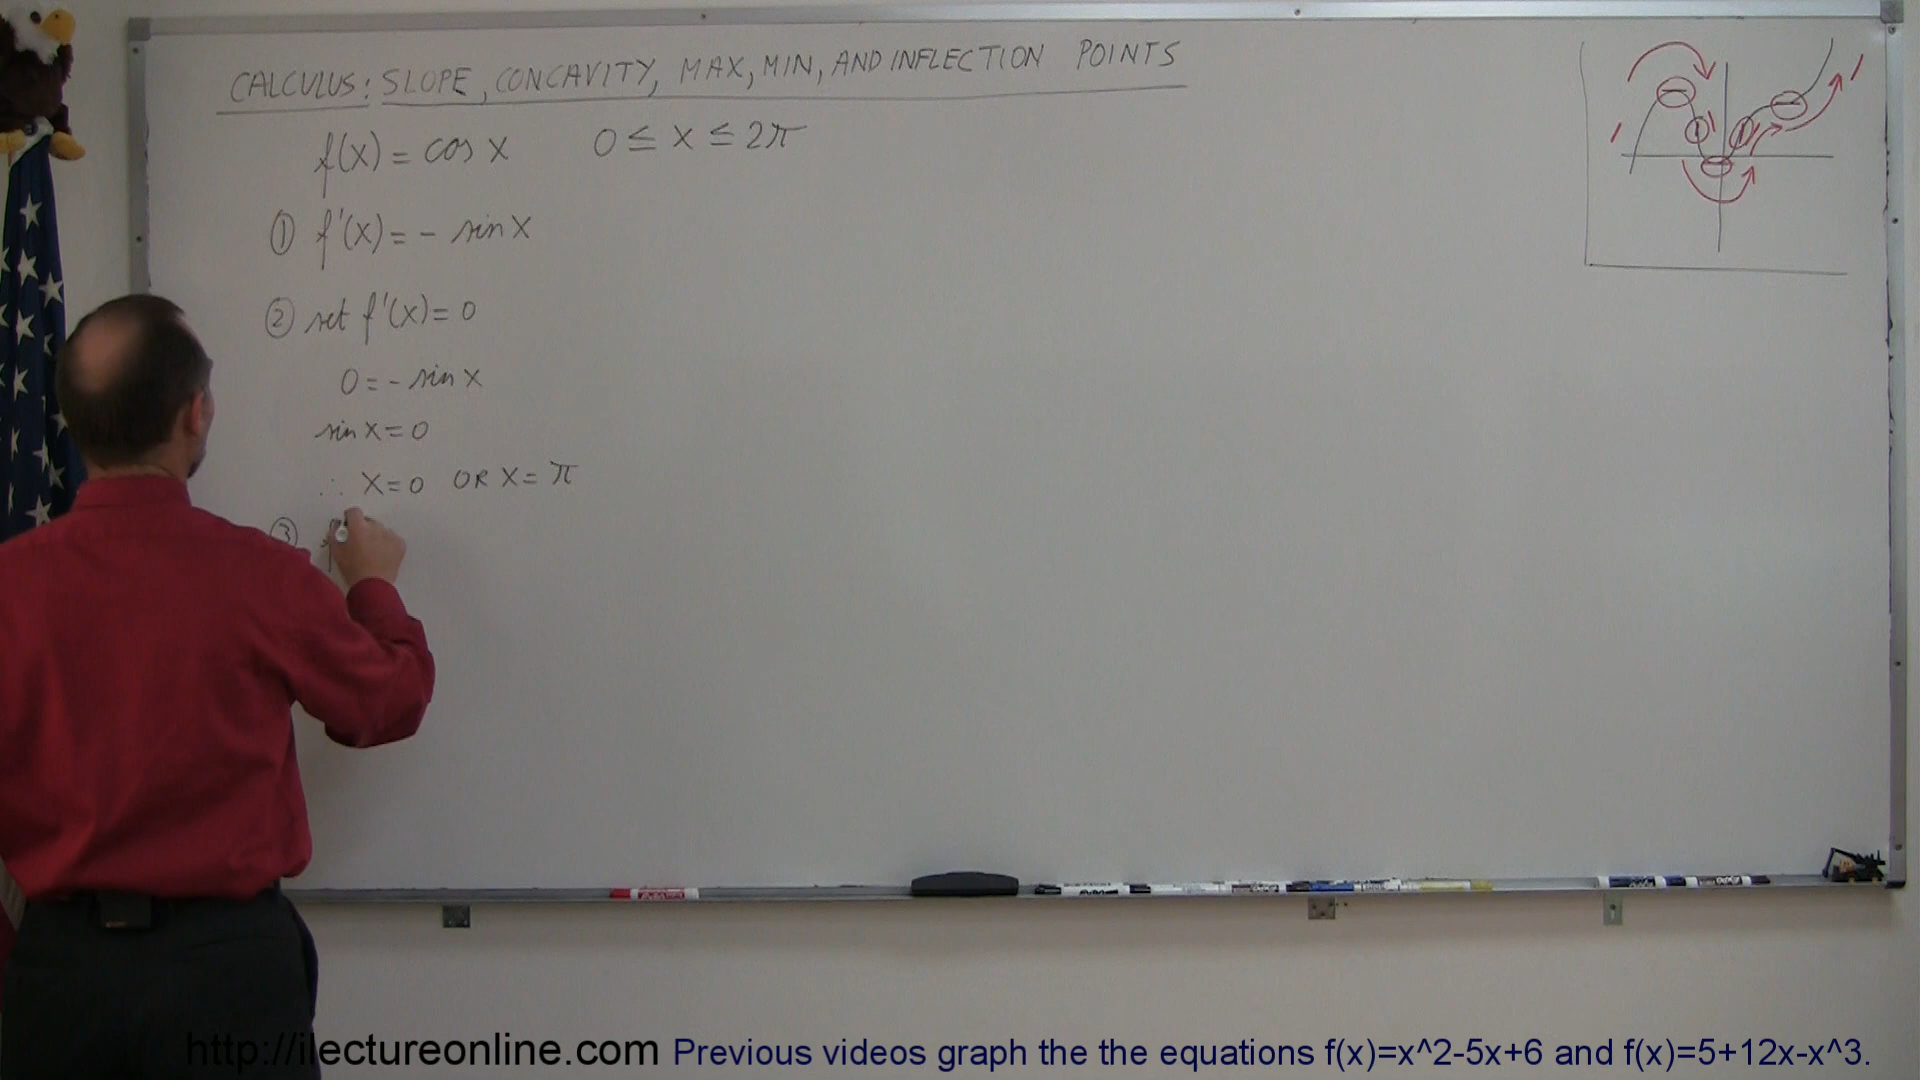 CALCULUS: SLOPE, CONCAVITY, MAX, MIN, AND INFLECTION POINTS
f(x) = cos x 0 ≤ x ≤ 2π
① f'(x) = - sin x
② set f'(x) = 0
0 = - sin x
sin x = 0
∴ x = 0 OR x = π
③
http://ilectureonline.com Previous videos graph the the equations f(x)=x^2-5x+6 and f(x)=5+12x-x^3.